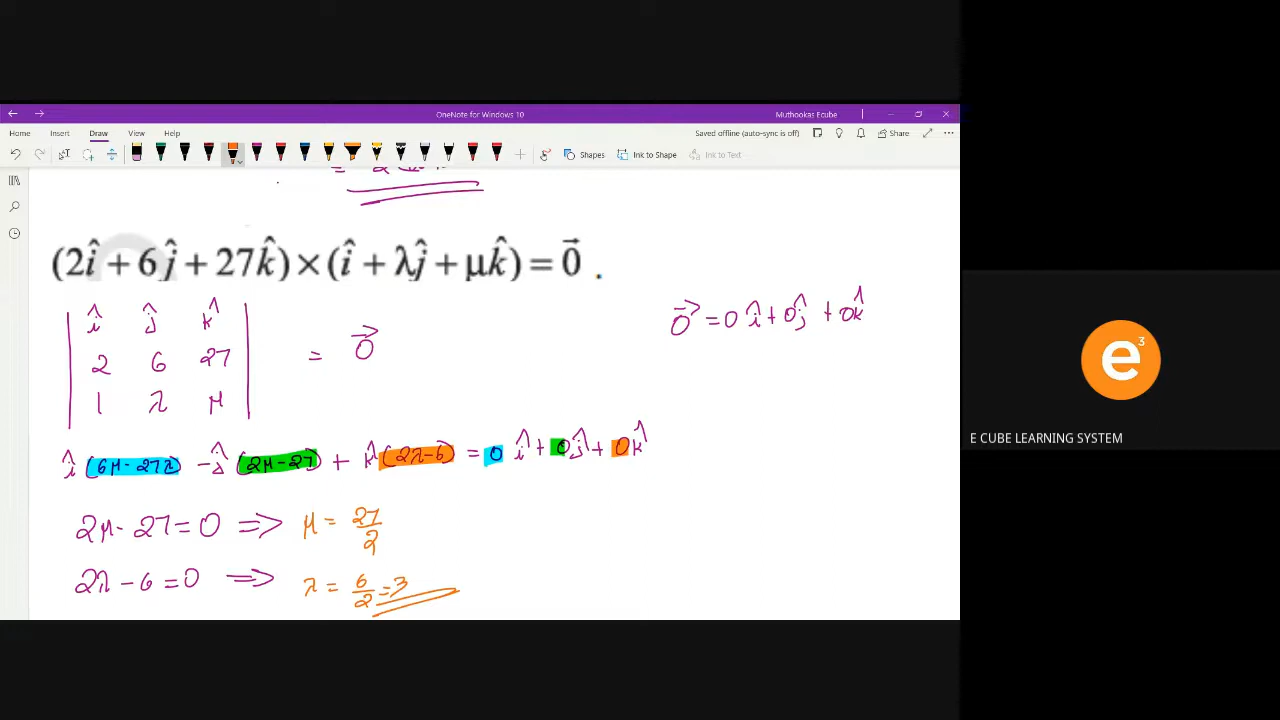 OneNote for Windows 10
Muthookas Ecube
Home Insert Draw View Help
Saved offline (auto-sync is off)
Share
Shapes
Ink to Shape
Ink to Text
(2î + 6ĵ + 27k̂) × (î + λĵ + μk̂) = 0⃗ .
î ĵ k̂
2 6 27 = 0⃗
1 λ μ
0⃗ = 0 î + 0ĵ + 0k̂
î (6μ - 27λ) - ĵ (2μ - 27) + k̂ (2λ - 6) = 0 î + 0ĵ + 0k̂
2μ - 27 = 0 => μ = 27/2
2λ - 6 = 0 => λ = 6/2 = 3
e3
E CUBE LEARNING SYSTEM